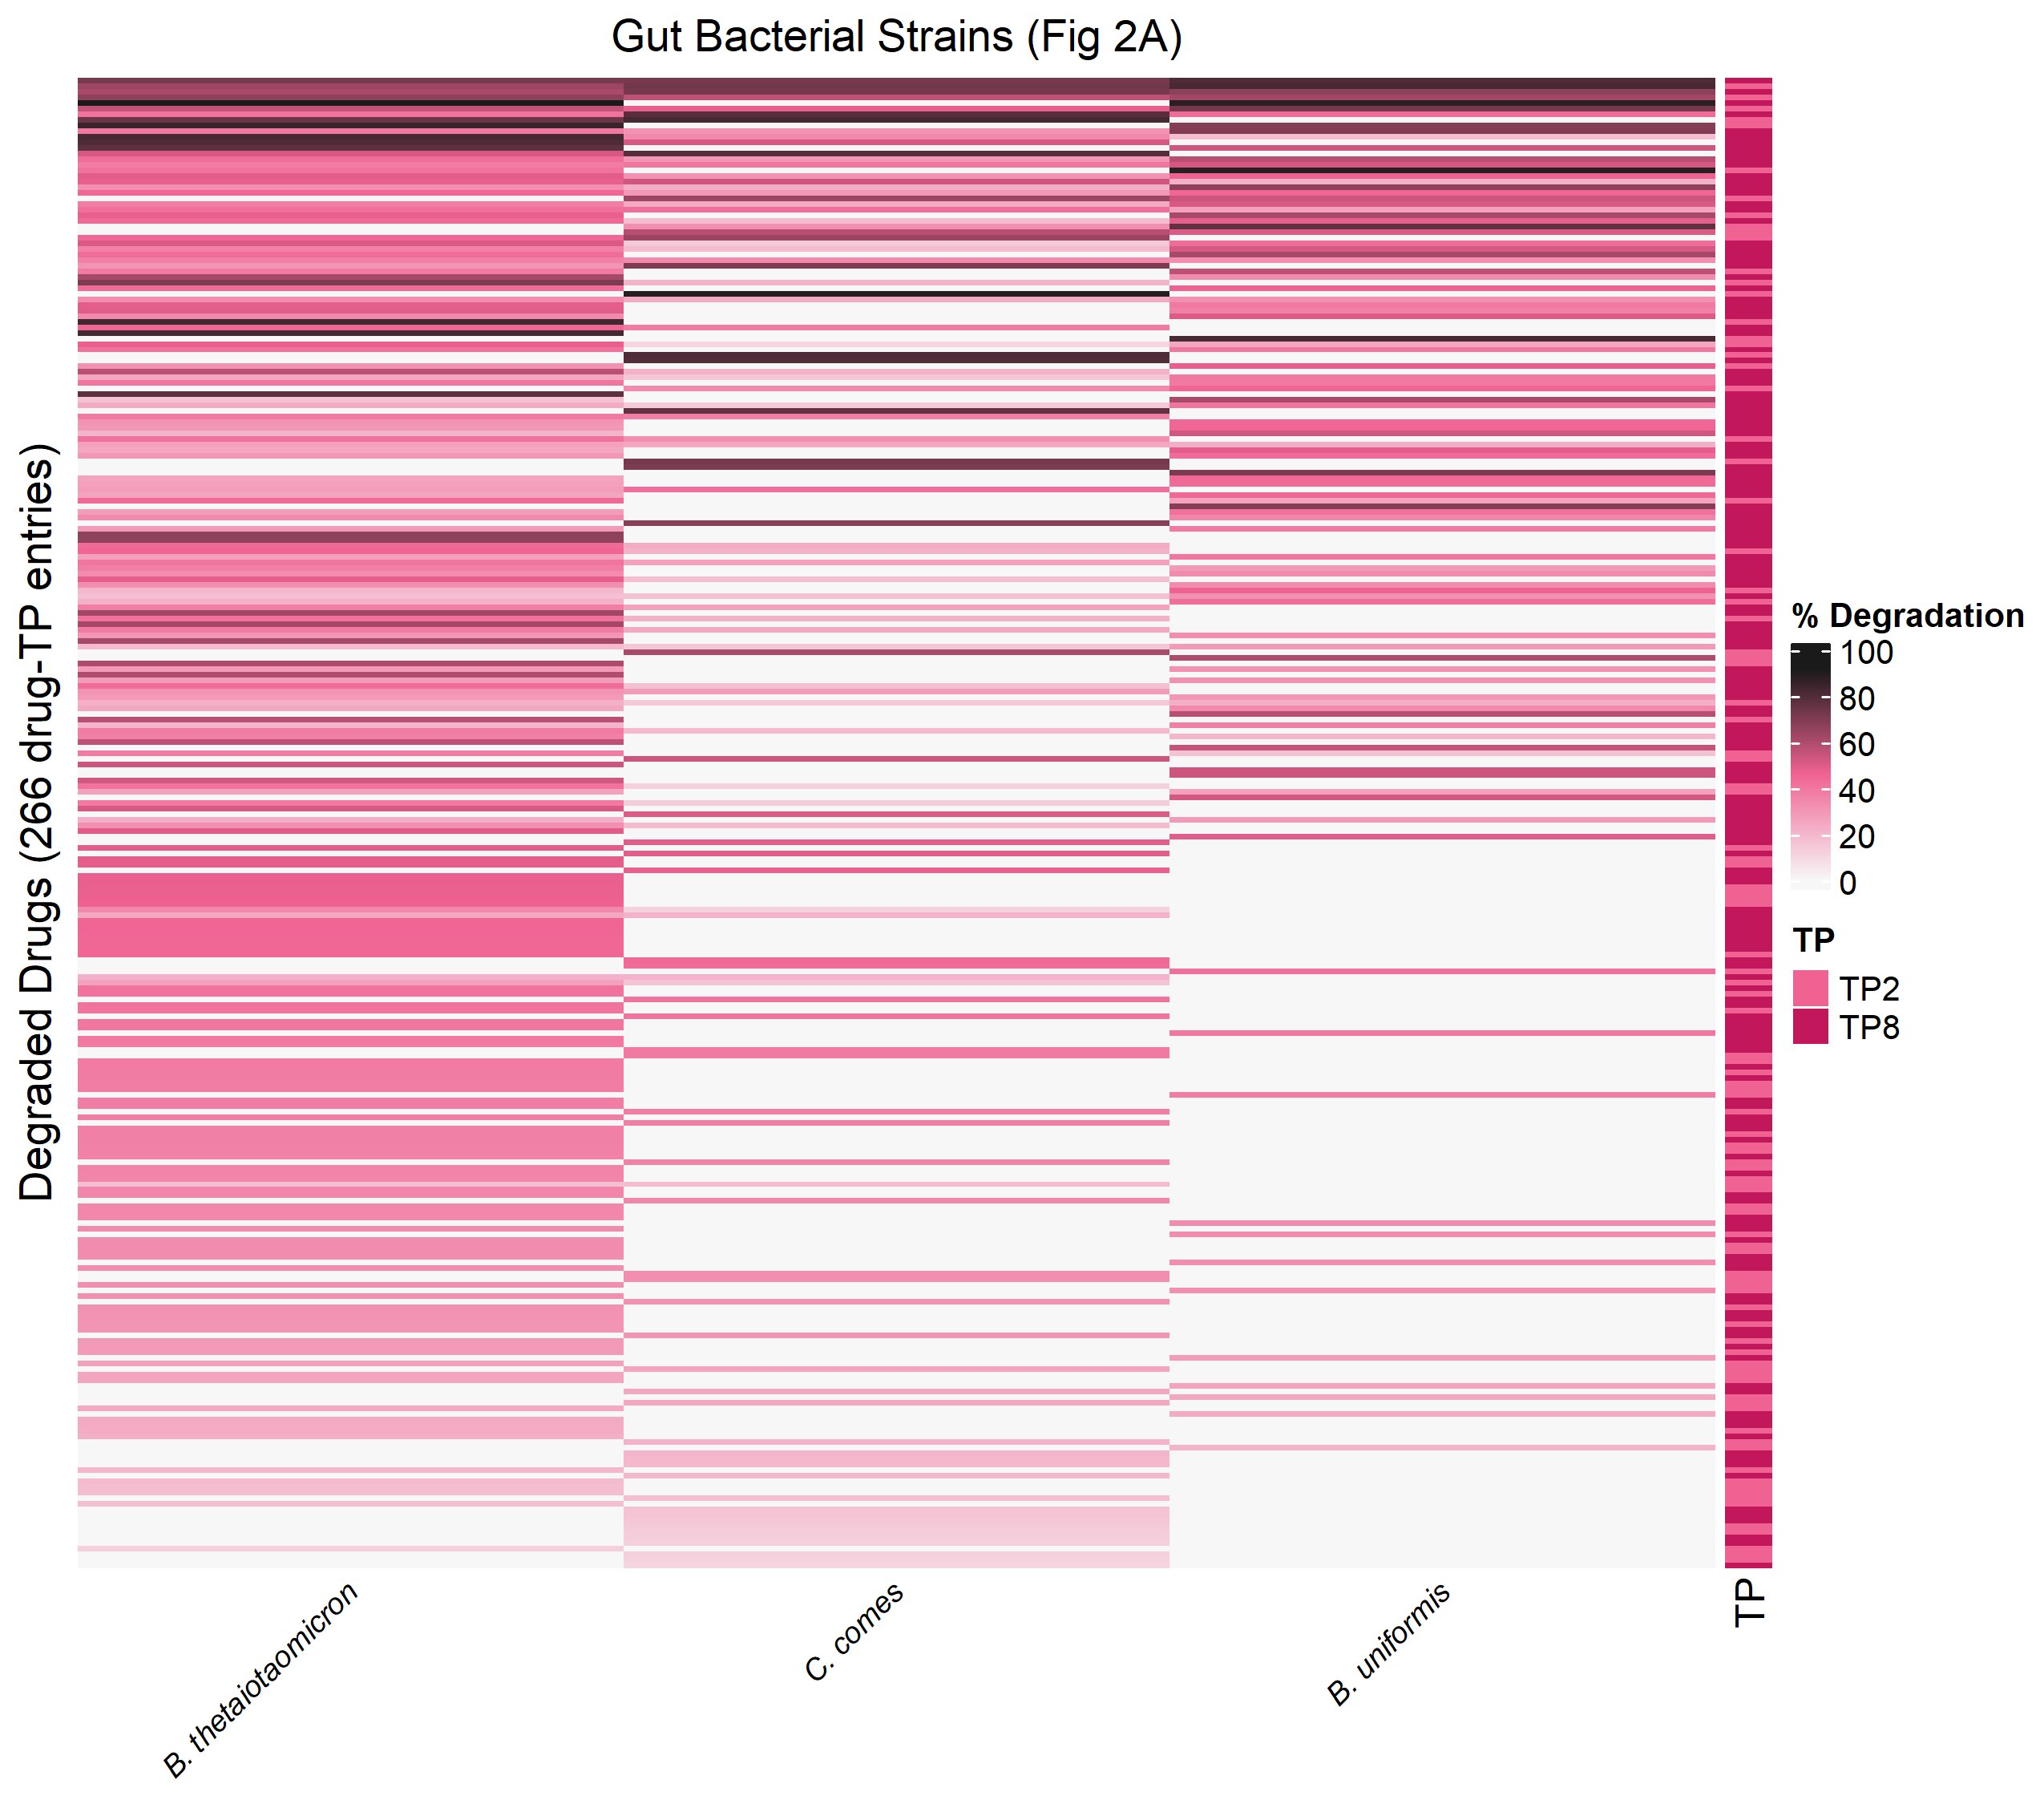 Gut Bacterial Strains (Fig 2A)
Degraded Drugs (266 drug-TP entries)
% Degradation
100
80
60
40
20
0
TP
TP2
TP8
B. thetaiotaomicron
C. comes
B. uniformis
TP